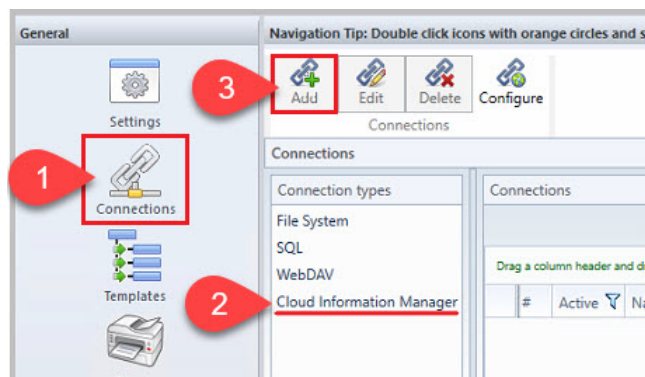 General
Navigation Tip: Double click icons with orange circles and s
Settings
1
Connections
Templates
3
Add
Edit
Delete
Configure
Connections
Connections
Connection types
File System
SQL
WebDAV
2
Cloud Information Manager
Connections
Drag a column header and d
# Active Na